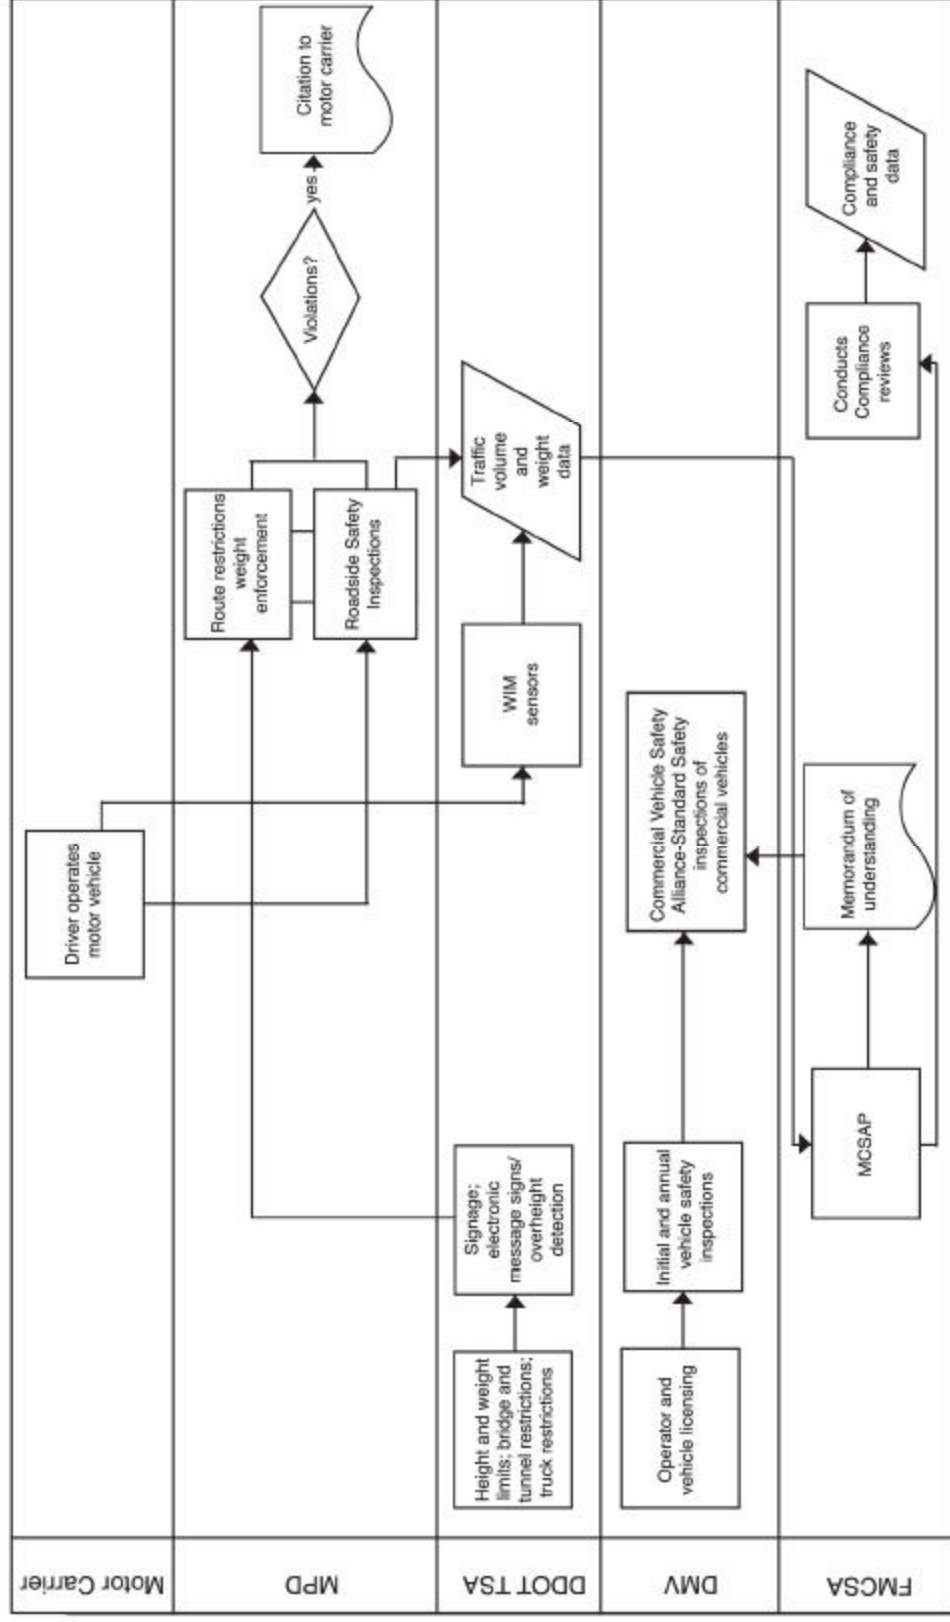 Motor Carrier
Driver operates
motor vehicle
MPD
Route restrictions
weight
enforcement
Roadside Safety
Inspections
Violations?
yes
Citation to
motor carrier
DDOT TSA
Height and weight
limits; bridge and
tunnel restrictions;
truck restrictions
Signage;
electronic
message signs/
overheight
detection
WIM
sensors
Traffic
volume
and
weight
data
DMV
Operator and
vehicle licensing
Initial and annual
vehicle safety
inspections
Commercial Vehicle Safety
Alliance-Standard Safety
inspections of
commercial vehicles
FMCSA
MCSAP
Memorandum of
understanding
Conducts
Compliance
reviews
Compliance
and safety
data